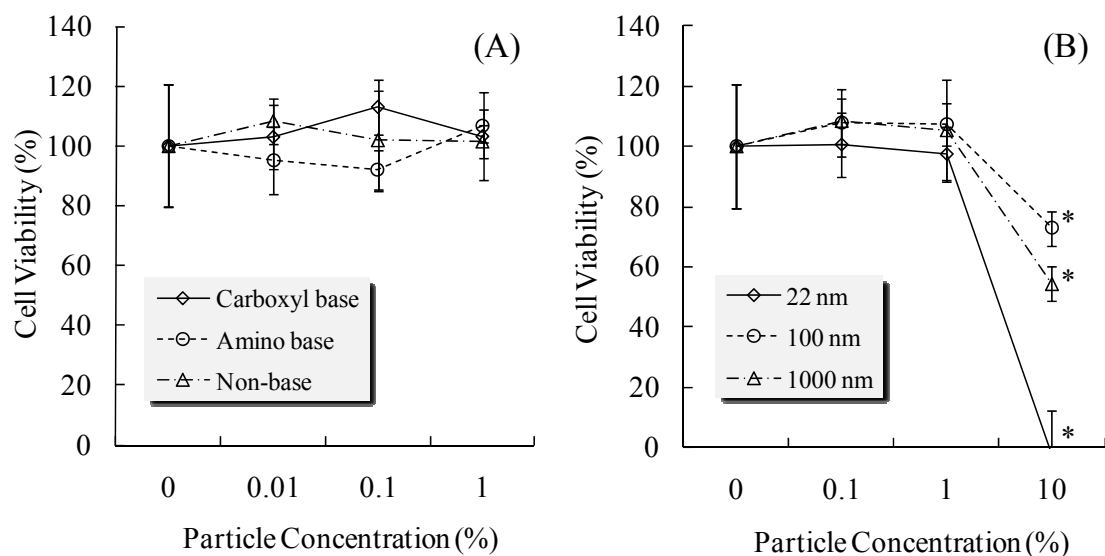 140
120
100
80
60
40
20
0
Cell Viability (%)
(A)
Carboxyl base
Amino base
Non-base
0 0.01 0.1 1
Particle Concentration (%)
140
120
100
80
60
40
20
0
Cell Viability (%)
(B)
*
*
*
22 nm
100 nm
1000 nm
0 0.1 1 10
Particle Concentration (%)